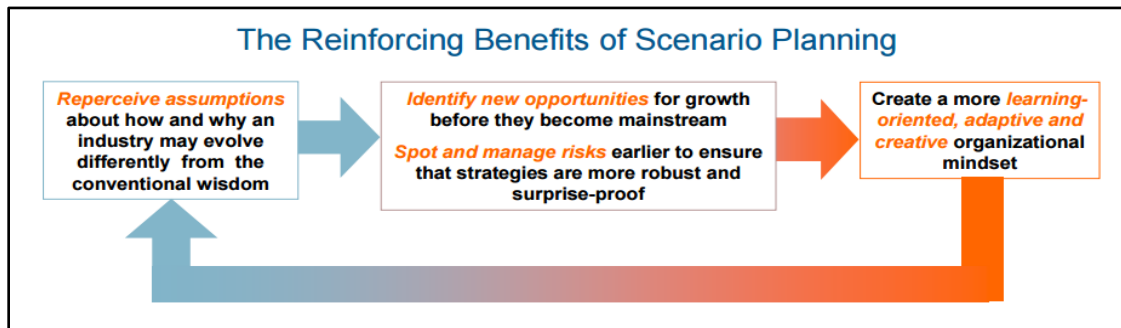 The Reinforcing Benefits of Scenario Planning
Reperceive assumptions
about how and why an
industry may evolve
differently from the
conventional wisdom
Identify new opportunities for growth
before they become mainstream
Spot and manage risks earlier to ensure
that strategies are more robust and
surprise-proof
Create a more learning-
oriented, adaptive and
creative organizational
mindset